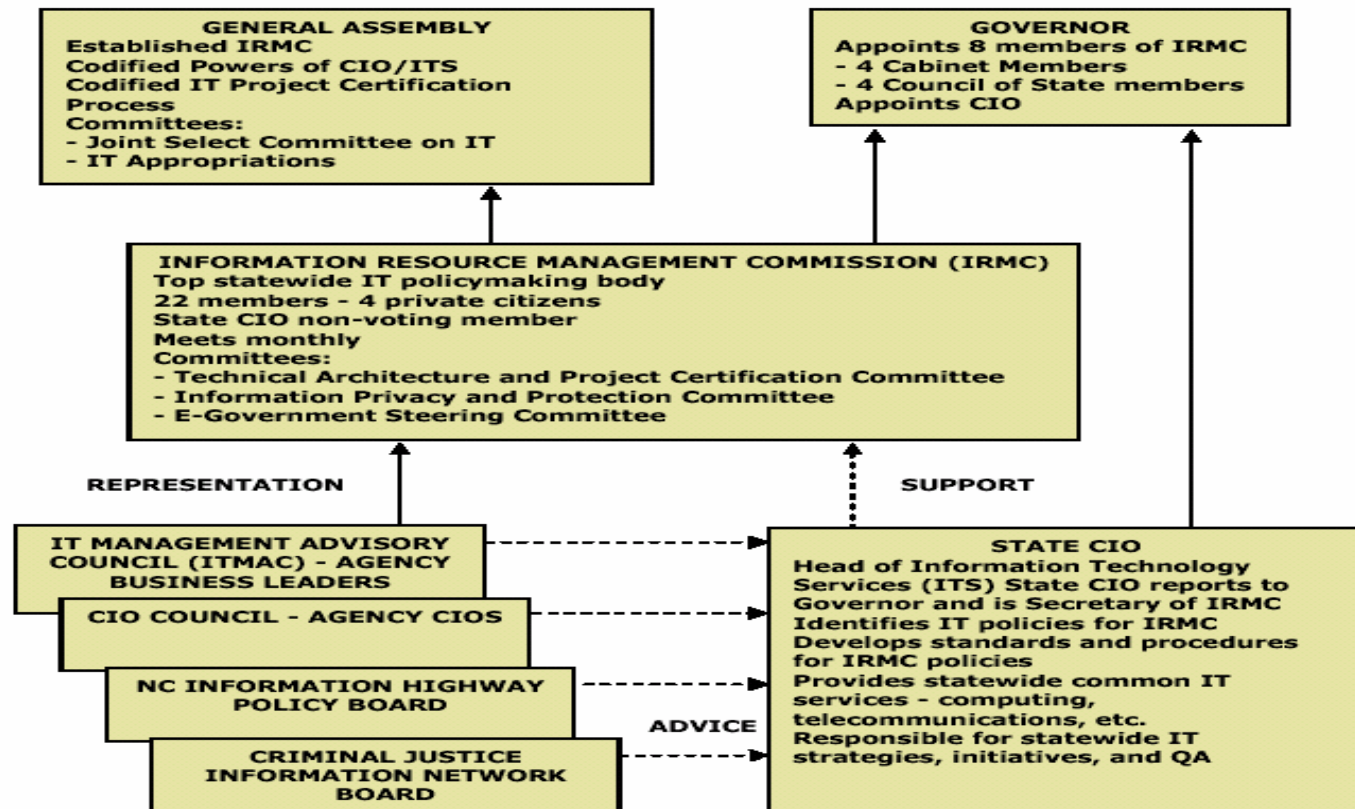 GENERAL ASSEMBLY
Established IRMC
Codified Powers of CIO/ITS
Codified IT Project Certification
Process
Committees:
- Joint Select Committee on IT
- IT Appropriations
GOVERNOR
Appoints 8 members of IRMC
- 4 Cabinet Members
- 4 Council of State members
Appoints CIO
INFORMATION RESOURCE MANAGEMENT COMMISSION (IRMC)
Top statewide IT policymaking body
22 members - 4 private citizens
State CIO non-voting member
Meets monthly
Committees:
- Technical Architecture and Project Certification Committee
- Information Privacy and Protection Committee
- E-Government Steering Committee
REPRESENTATION
SUPPORT
IT MANAGEMENT ADVISORY
COUNCIL (ITMAC) - AGENCY
BUSINESS LEADERS
CIO COUNCIL - AGENCY CIOS
NC INFORMATION HIGHWAY
POLICY BOARD
ADVICE
CRIMINAL JUSTICE
INFORMATION NETWORK
BOARD
STATE CIO
Head of Information Technology
Services (ITS) State CIO reports to
Governor and is Secretary of IRMC
Identifies IT policies for IRMC
Develops standards and procedures
for IRMC policies
Provides statewide common IT
services - computing,
telecommunications, etc.
Responsible for statewide IT
strategies, initiatives, and QA